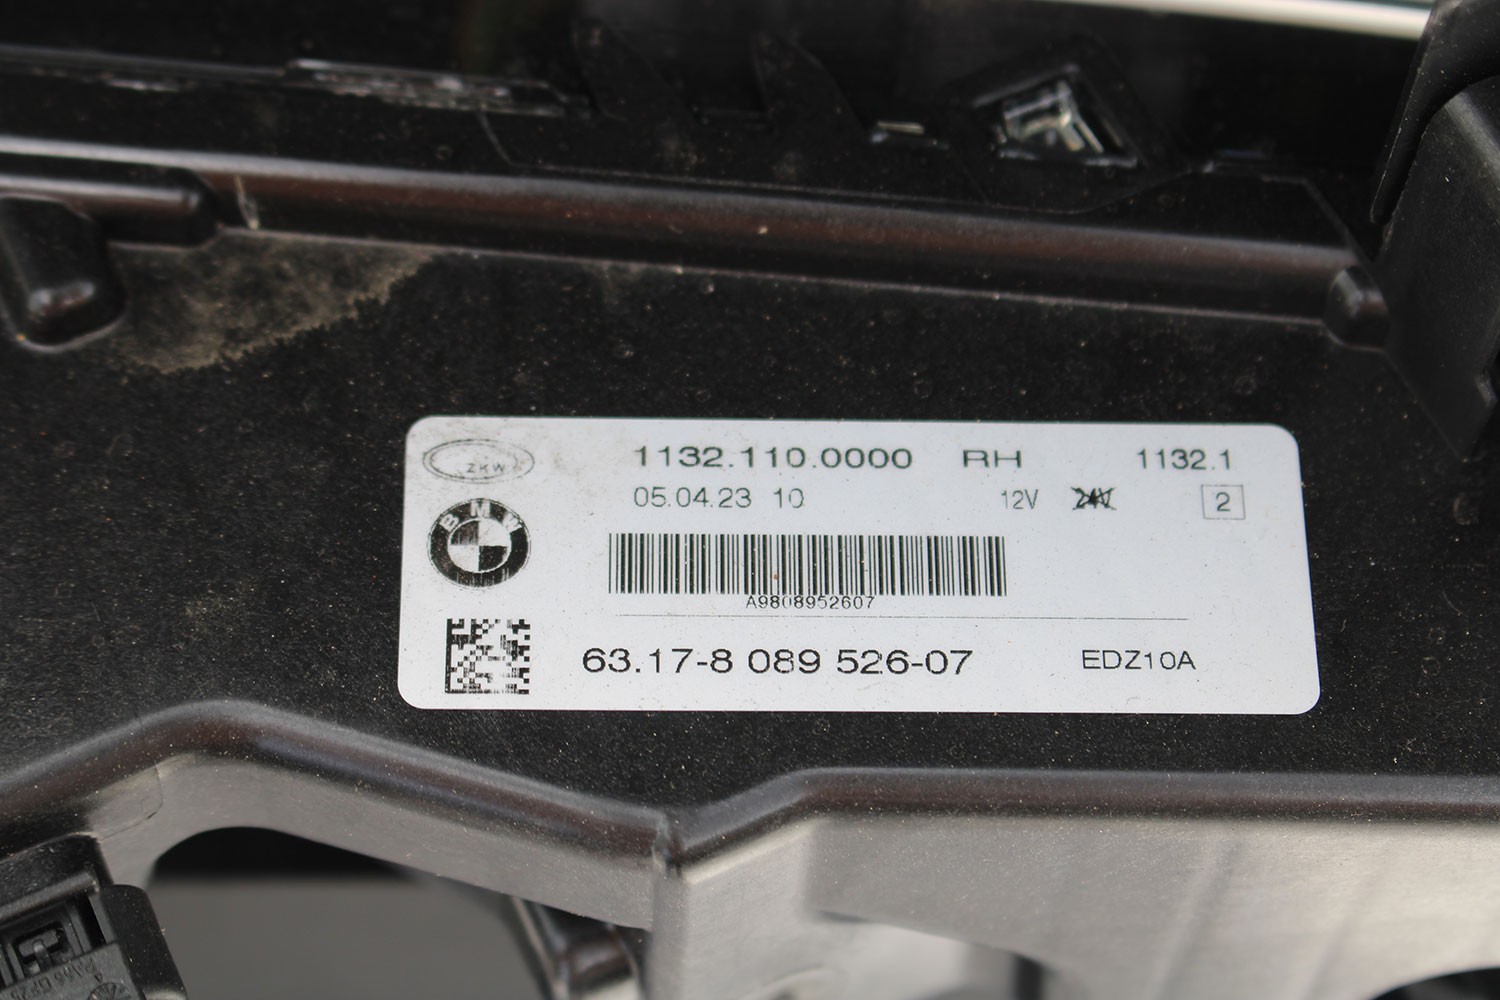 ZKW
1132.110.0000 RH 1132.1
05.04.23 10 12V 24V 2
BMW
A9808952607
63.17-8 089 526-07 EDZ10A